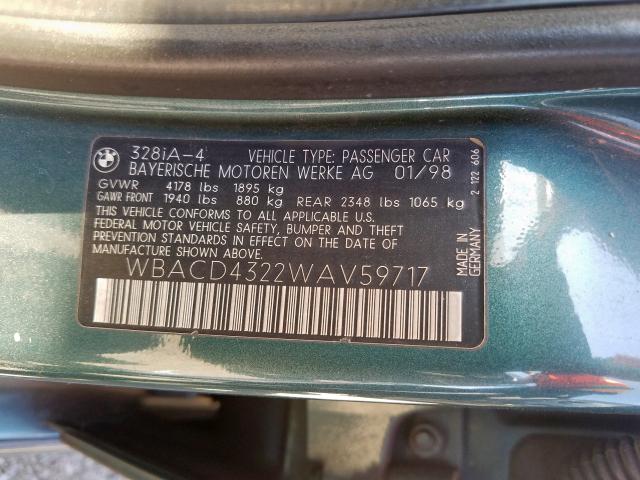 BMW
328iA-4 VEHICLE TYPE: PASSENGER CAR
BAYERISCHE MOTOREN WERKE AG 01/98
GVWR 4178 lbs 1895 kg
GAWR FRONT 1940 lbs 880 kg REAR 2348 lbs 1065 kg
THIS VEHICLE CONFORMS TO ALL APPLICABLE U.S.
FEDERAL MOTOR VEHICLE SAFETY, BUMPER AND THEFT
PREVENTION STANDARDS IN EFFECT ON THE DATE OF
MANUFACTURE SHOWN ABOVE.
WBACD4322WAV59717
MADE IN
GERMANY
2 122 606